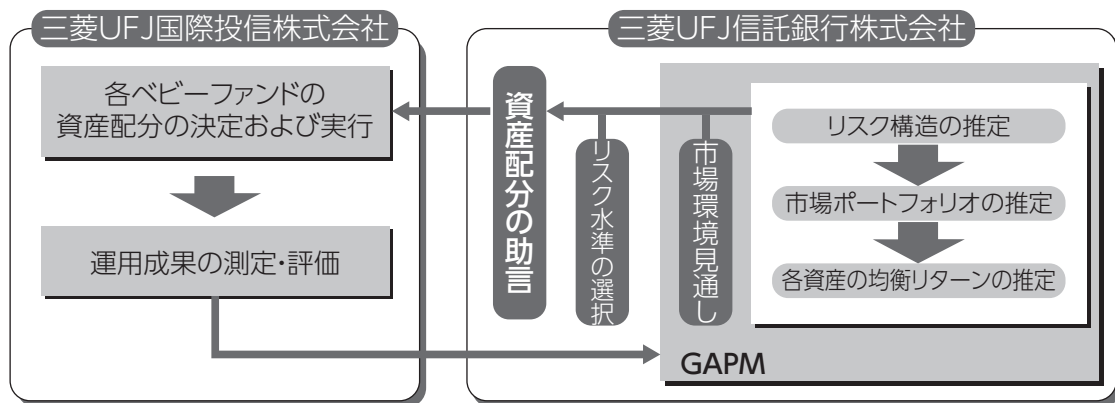 三菱UFJ国際投信株式会社
各ベビーファンドの
資産配分の決定および実行
運用成果の測定・評価
三菱UFJ信託銀行株式会社
資産配分の助言
リスク水準の選択
市場環境見通し
リスク構造の推定
市場ポートフォリオの推定
各資産の均衡リターンの推定
GAPM